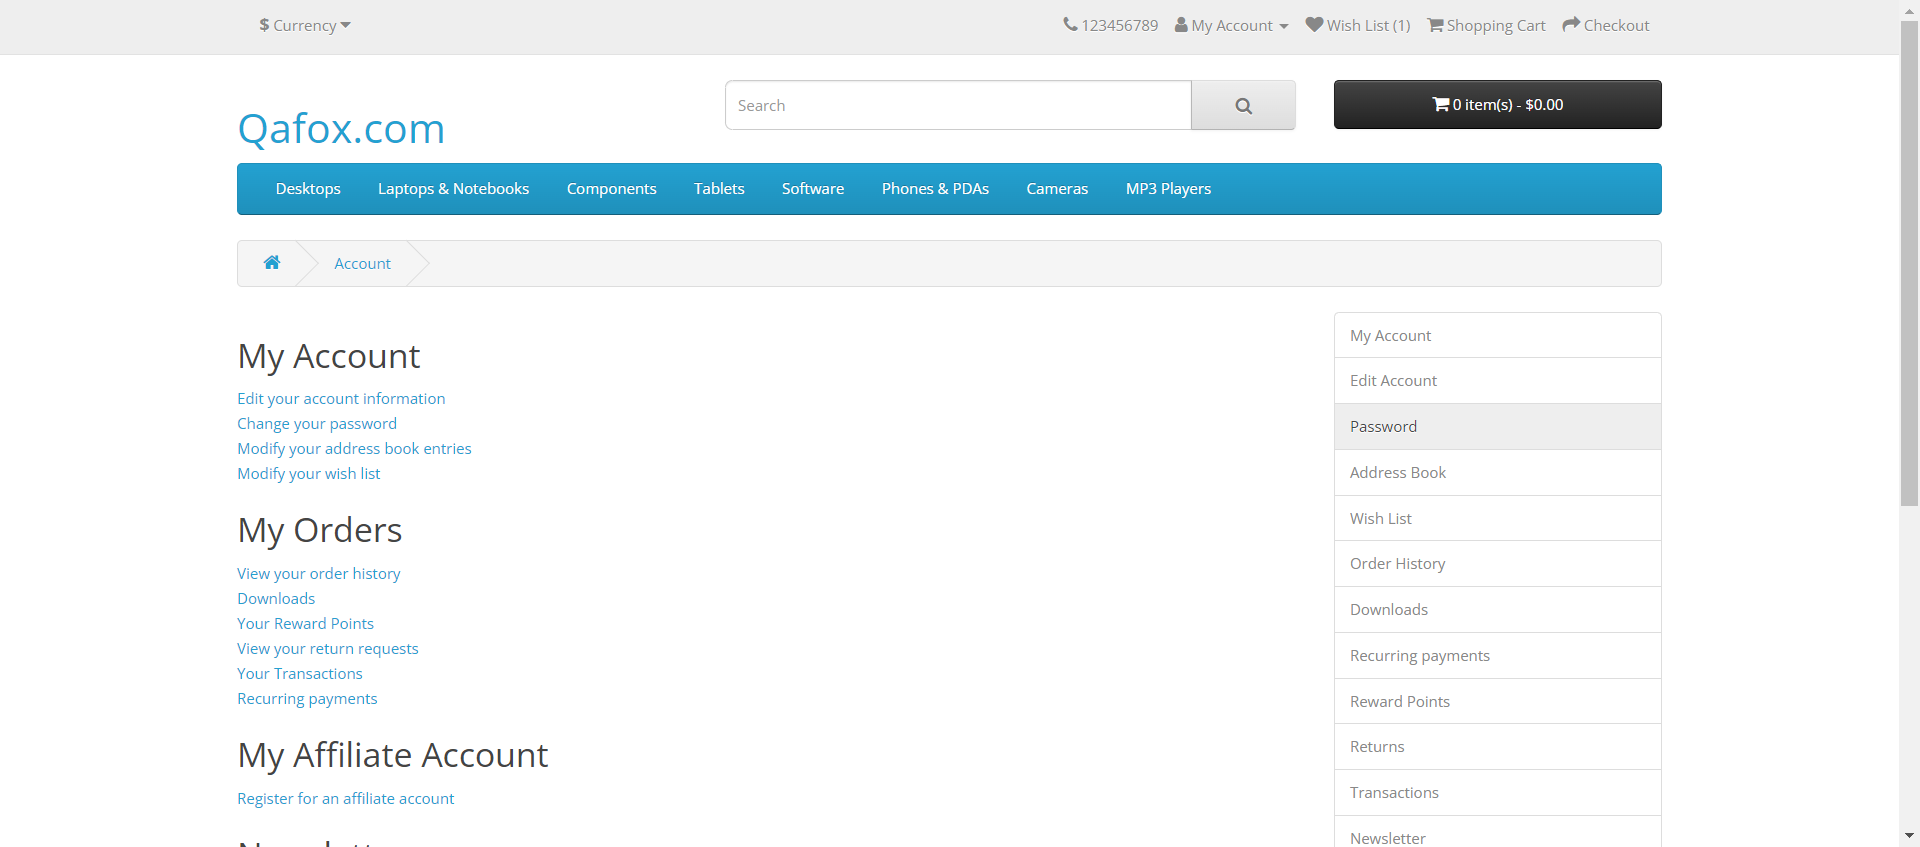 $ Currency
123456789 My Account Wish List (1) Shopping Cart Checkout
Qafox.com
Search
0 item(s) - $0.00
Desktops Laptops & Notebooks Components Tablets Software Phones & PDAs Cameras MP3 Players
Account
My Account
Edit your account information
Change your password
Modify your address book entries
Modify your wish list
My Orders
View your order history
Downloads
Your Reward Points
View your return requests
Your Transactions
Recurring payments
My Affiliate Account
Register for an affiliate account
My Account
Edit Account
Password
Address Book
Wish List
Order History
Downloads
Recurring payments
Reward Points
Returns
Transactions
Newsletter